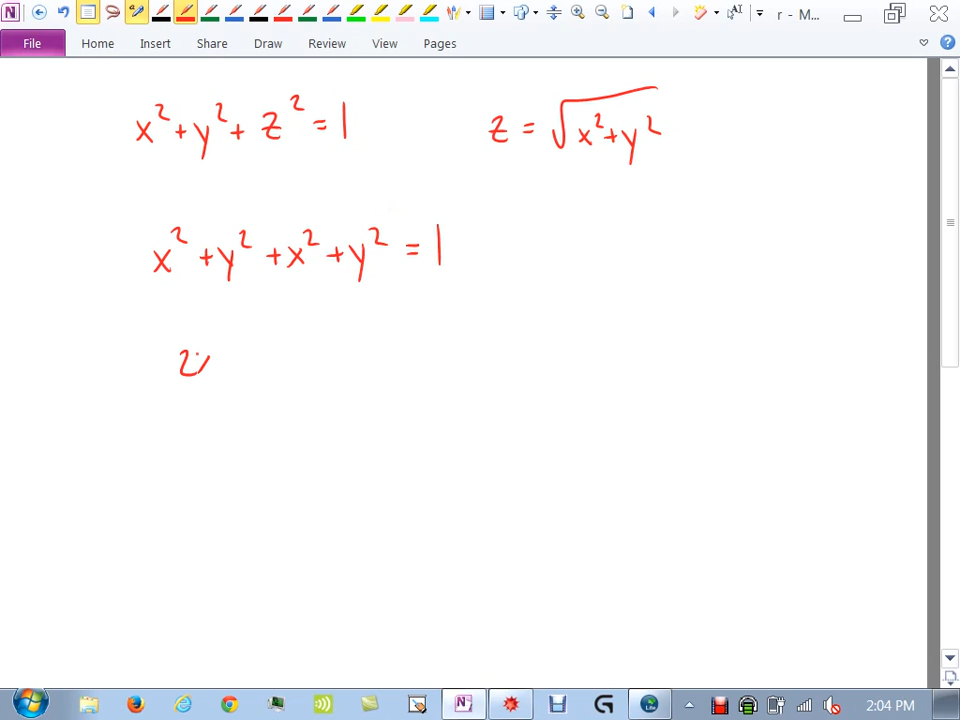 r - M...
File Home Insert Share Draw Review View Pages
x² + y² + z² = 1
z = √x² + y²
x² + y² + x² + y² = 1
2x
2:04 PM